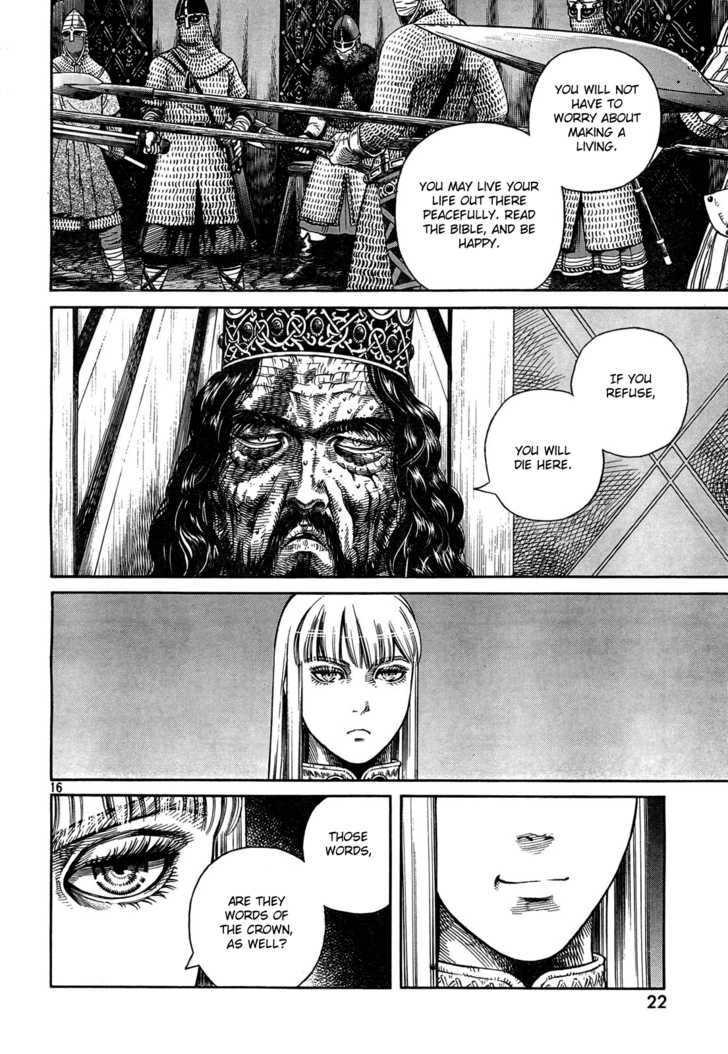 YOU WILL NOT
HAVE TO
WORRY ABOUT
MAKING A
LIVING.
YOU MAY LIVE YOUR
LIFE OUT THERE
PEACEFULLY. READ
THE BIBLE, AND BE
HAPPY.
IF YOU
REFUSE,
YOU WILL
DIE HERE.
16
THOSE
WORDS,
ARE THEY
WORDS OF
THE CROWN,
AS WELL?
22